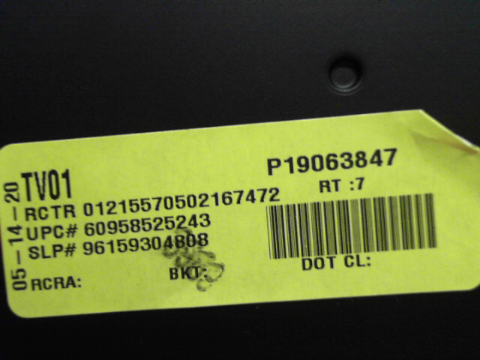 05-14-20
TV01
P19063847
RCTR 01215570502167472
RT :7
UPC# 60958525243
SLP# 96159304808
RCRA:
BKT:
DOT CL: